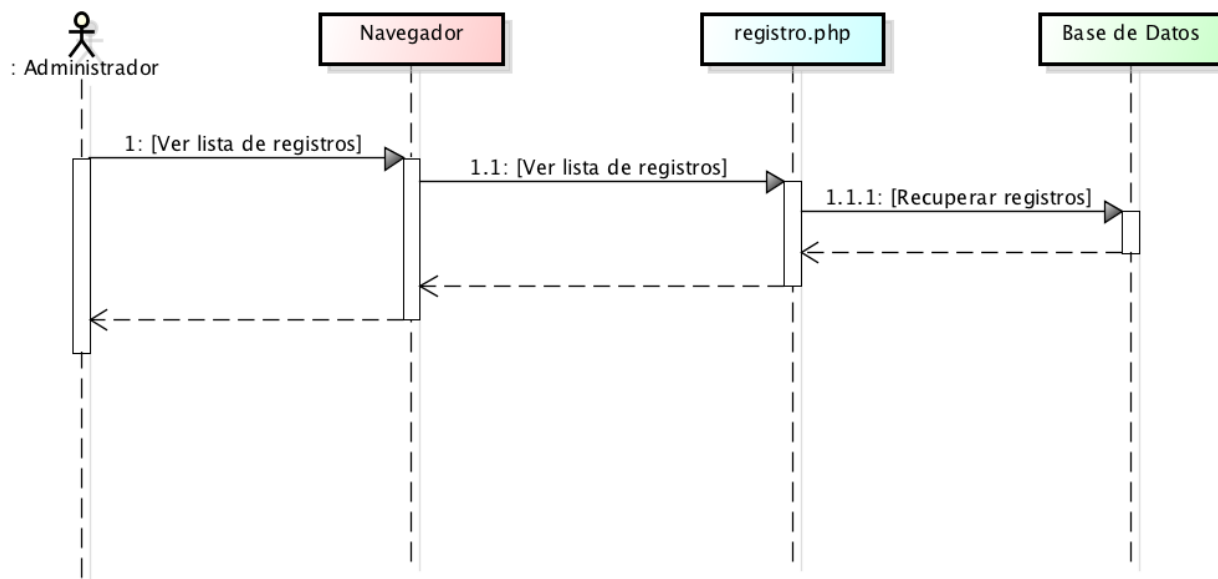 Navegador
registro.php
Base de Datos
: Administrador
1: [Ver lista de registros]
1.1: [Ver lista de registros]
1.1.1: [Recuperar registros]